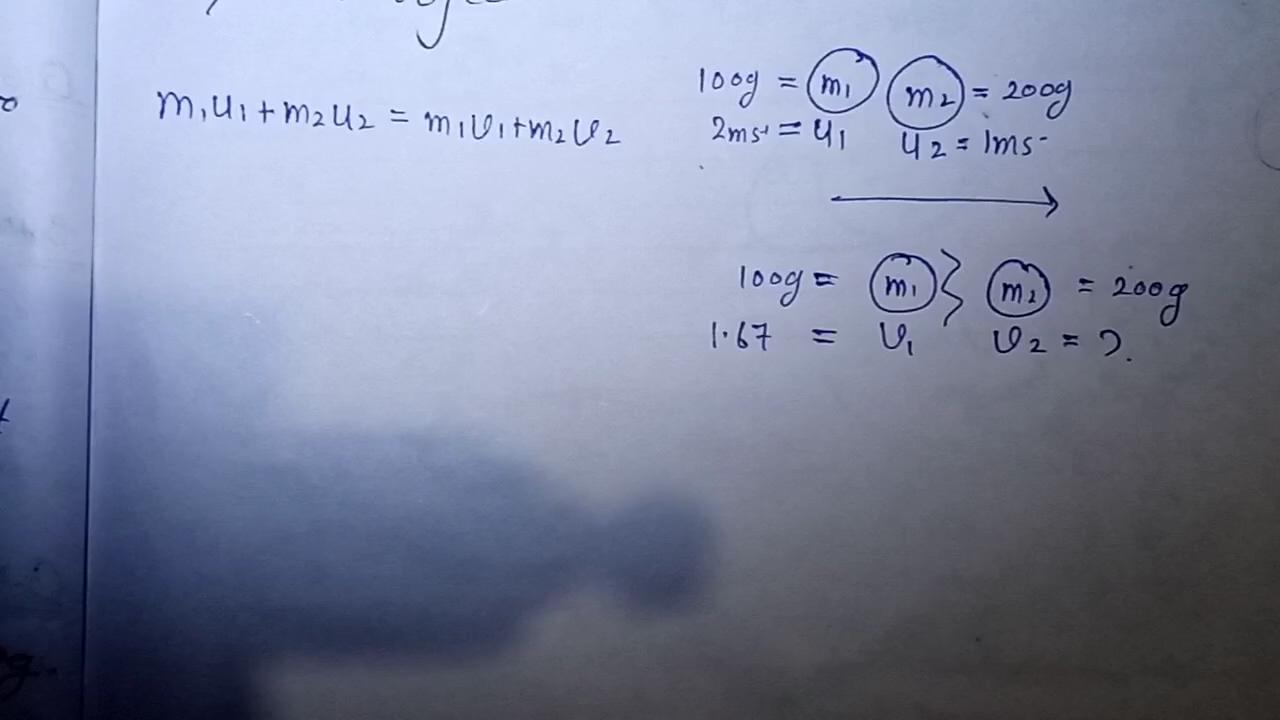 m₁u₁+m₂u₂ = m₁v₁+m₂v₂
100g = m₁ m₂ = 200g
2ms⁻¹ = u₁ u₂ = 1ms⁻
100g = m₁ } m₂ = 200g
1.67 = v₁ v₂ = ?